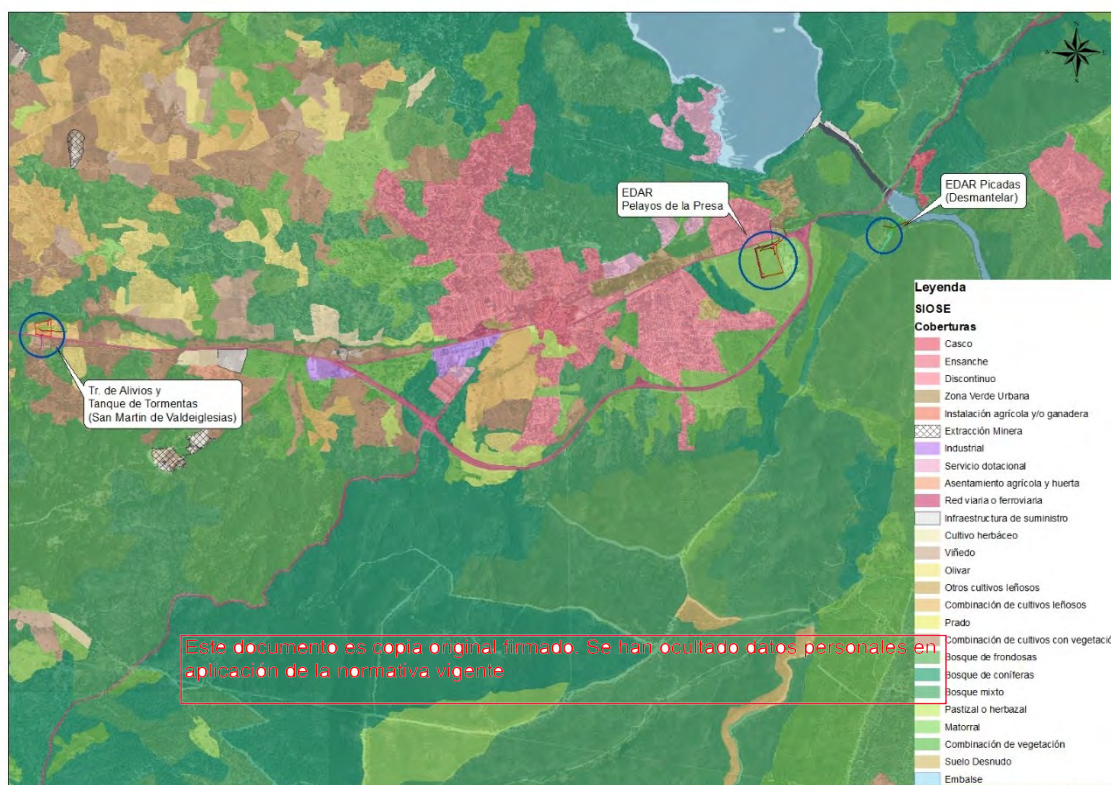 EDAR
Pelayos de la Presa
EDAR Picadas
(Desmantelar)
Tr. de Alivios y
Tanque de Tormentas
(San Martin de Valdeiglesias)
Leyenda
SIOSE
Coberturas
Casco
Ensanche
Discontinuo
Zona Verde Urbana
Instalación agrícola y/o ganadera
Extracción Minera
Industrial
Servicio dotacional
Asentamiento agrícola y huerta
Red viaria o ferroviaria
Infraestructura de suministro
Cultivo herbáceo
Viñedo
Olivar
Otros cultivos leñosos
Combinación de cultivos leñosos
Prado
Combinación de cultivos con vegetació
Bosque de frondosas
Bosque de coníferas
Bosque mixto
Pastizal o herbazal
Matorral
Combinación de vegetación
Suelo Desnudo
Embalse
Este documento es copia original firmado. Se han ocultado datos personales en
aplicación de la normativa vigente